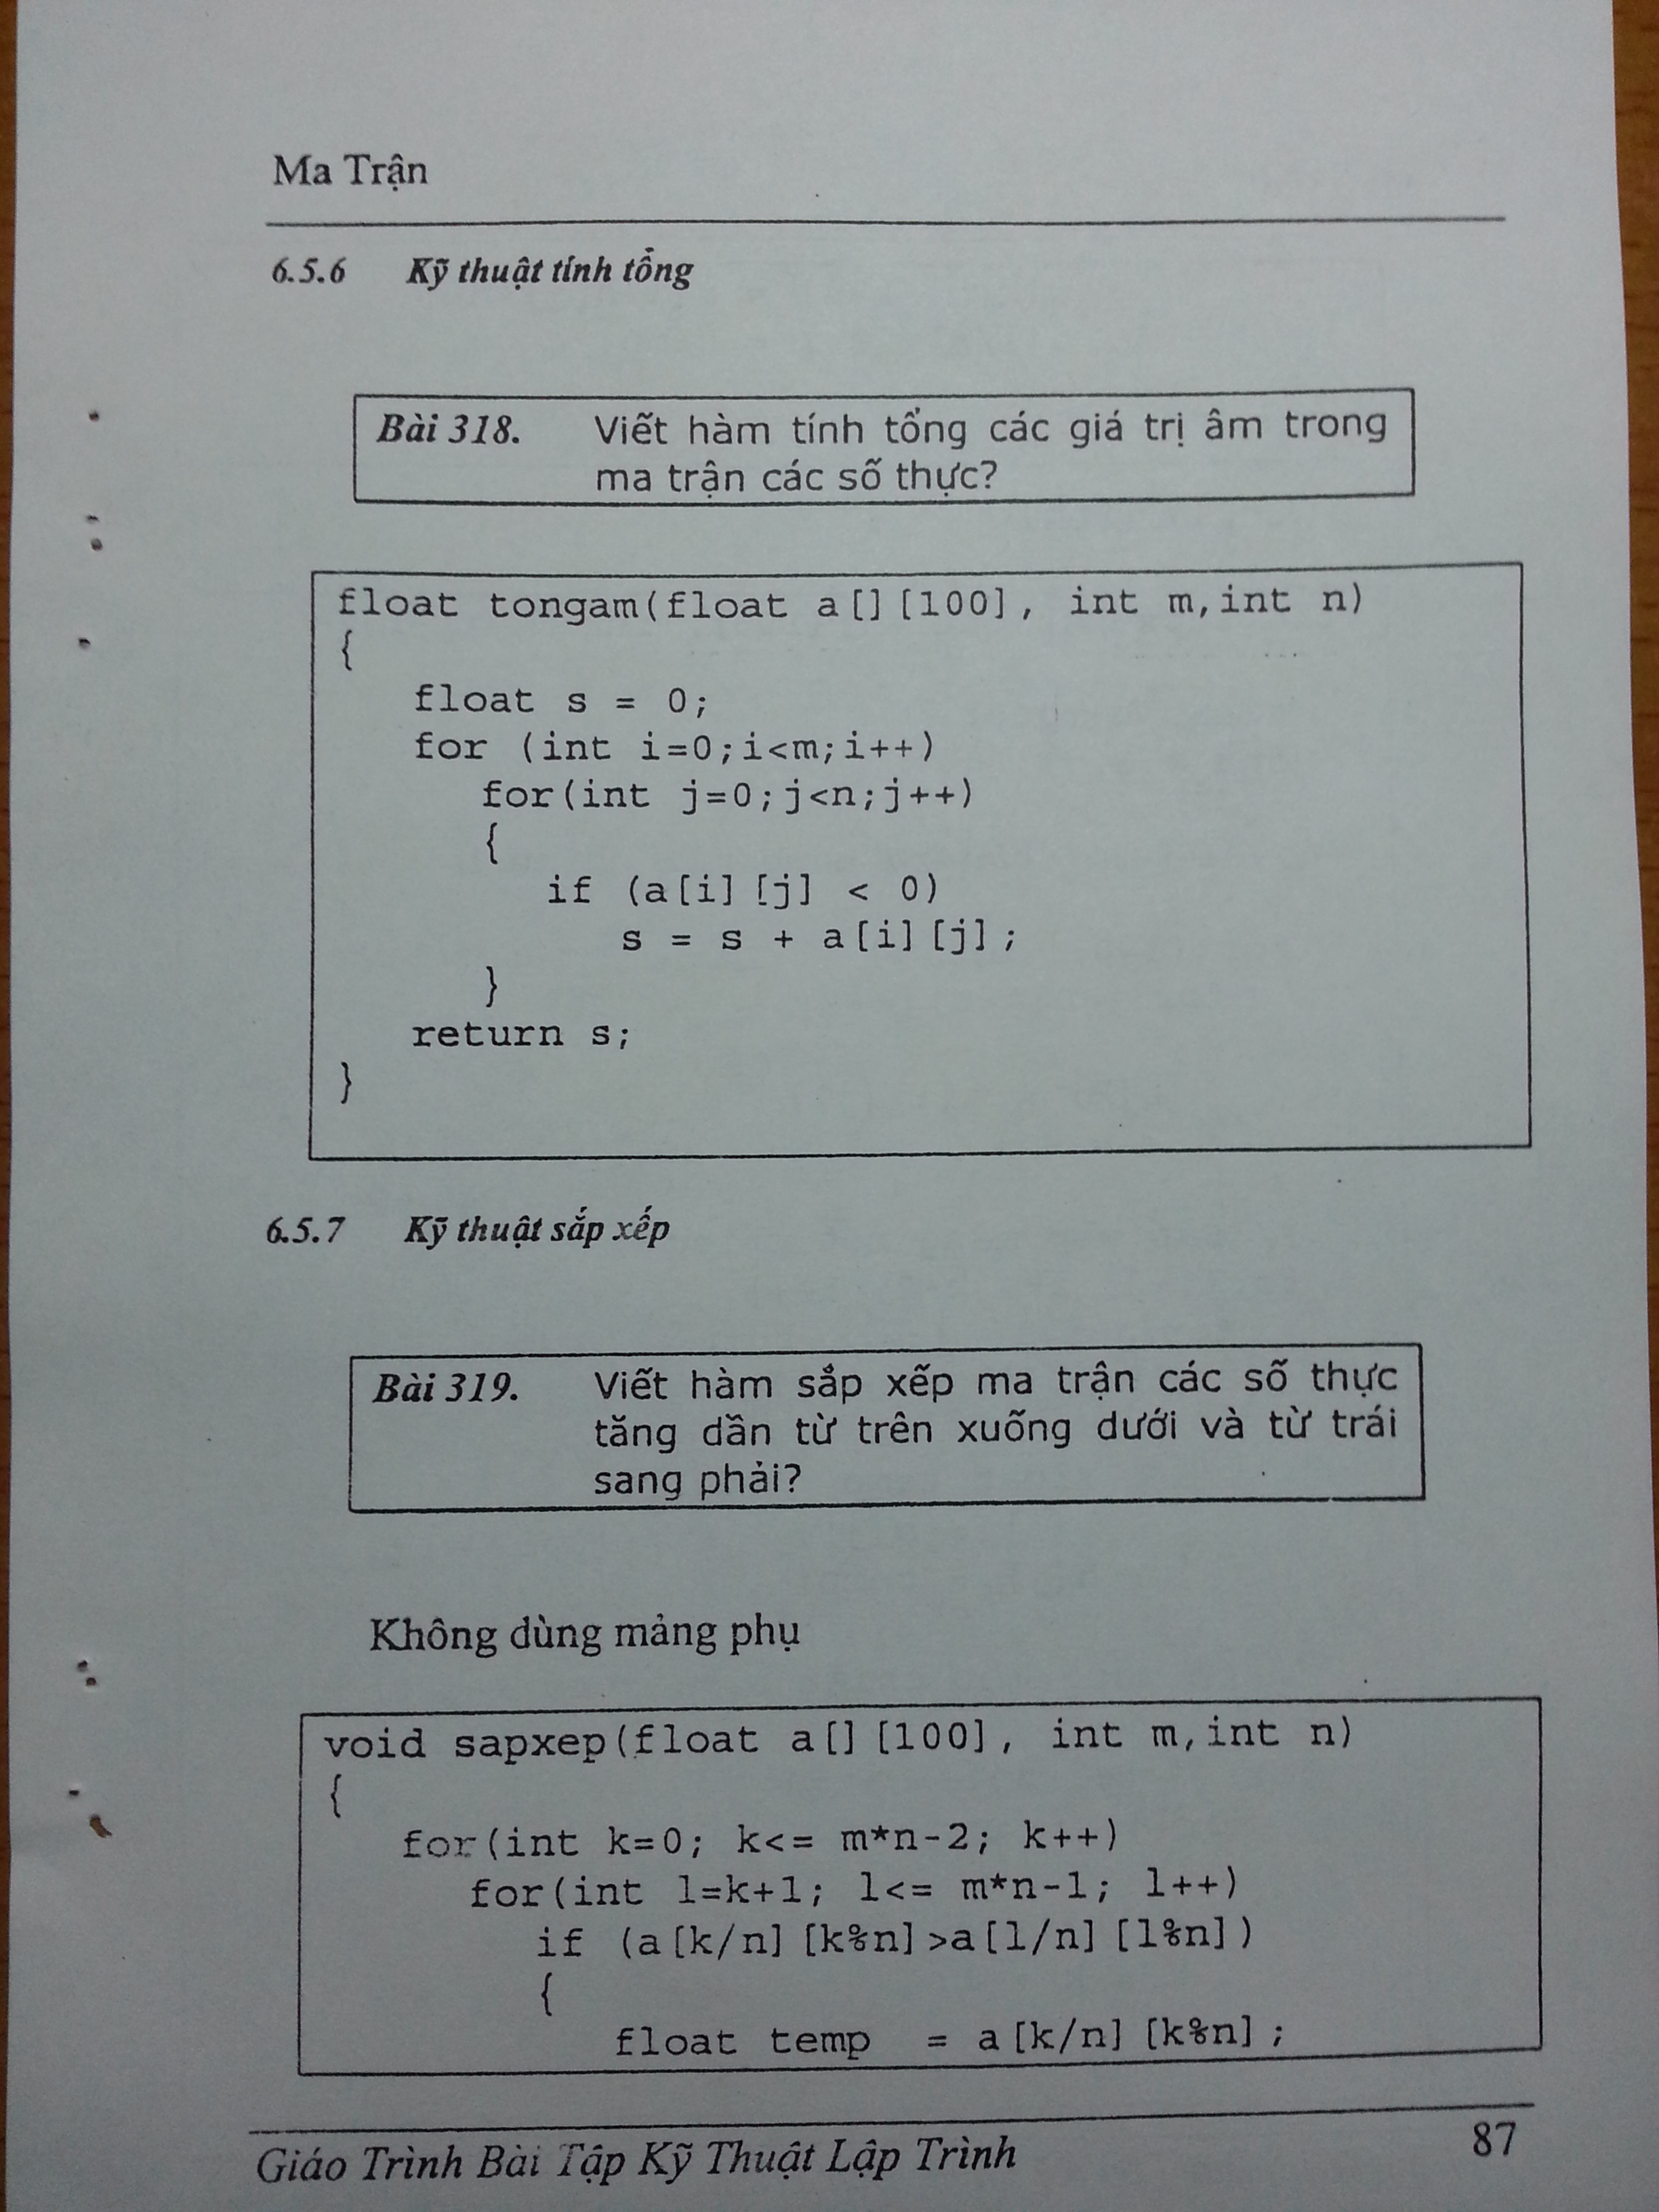 Ma Trận
6.5.6 Kỹ thuật tính tổng
Bài 318. Viết hàm tính tổng các giá trị âm trong
ma trận các số thực?
float tongam(float a[][100], int m,int n)
{
float s = 0;
for (int i=0;i<m;i++)
for(int j=0;j<n;j++)
{
if (a[i][j] < 0)
s = s + a[i][j];
}
return s;
}
6.5.7 Kỹ thuật sắp xếp
Bài 319. Viết hàm sắp xếp ma trận các số thực
tăng dần từ trên xuống dưới và từ trái
sang phải?
Không dùng mảng phụ
void sapxep(float a[][100], int m,int n)
{
for(int k=0; k<= m*n-2; k++)
for(int l=k+1; l<= m*n-1; l++)
if (a[k/n][k%n]>a[l/n][l%n])
{
float temp = a[k/n][k%n];
Giáo Trình Bài Tập Kỹ Thuật Lập Trình 87